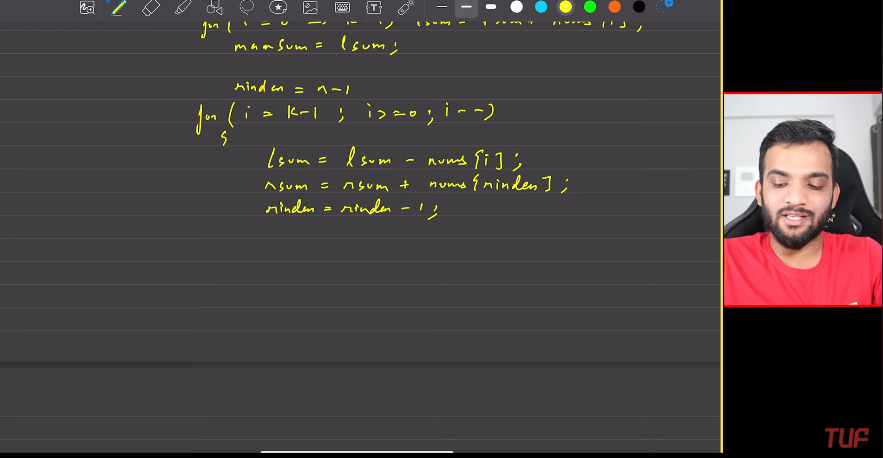 maxsum = lsum;
rindex = n-1
for( i = k-1 ; i>=0 ; i--)
{
lsum = lsum - nums[i];
rsum = rsum + nums[rindex];
rindex = rindex - 1;
TUF